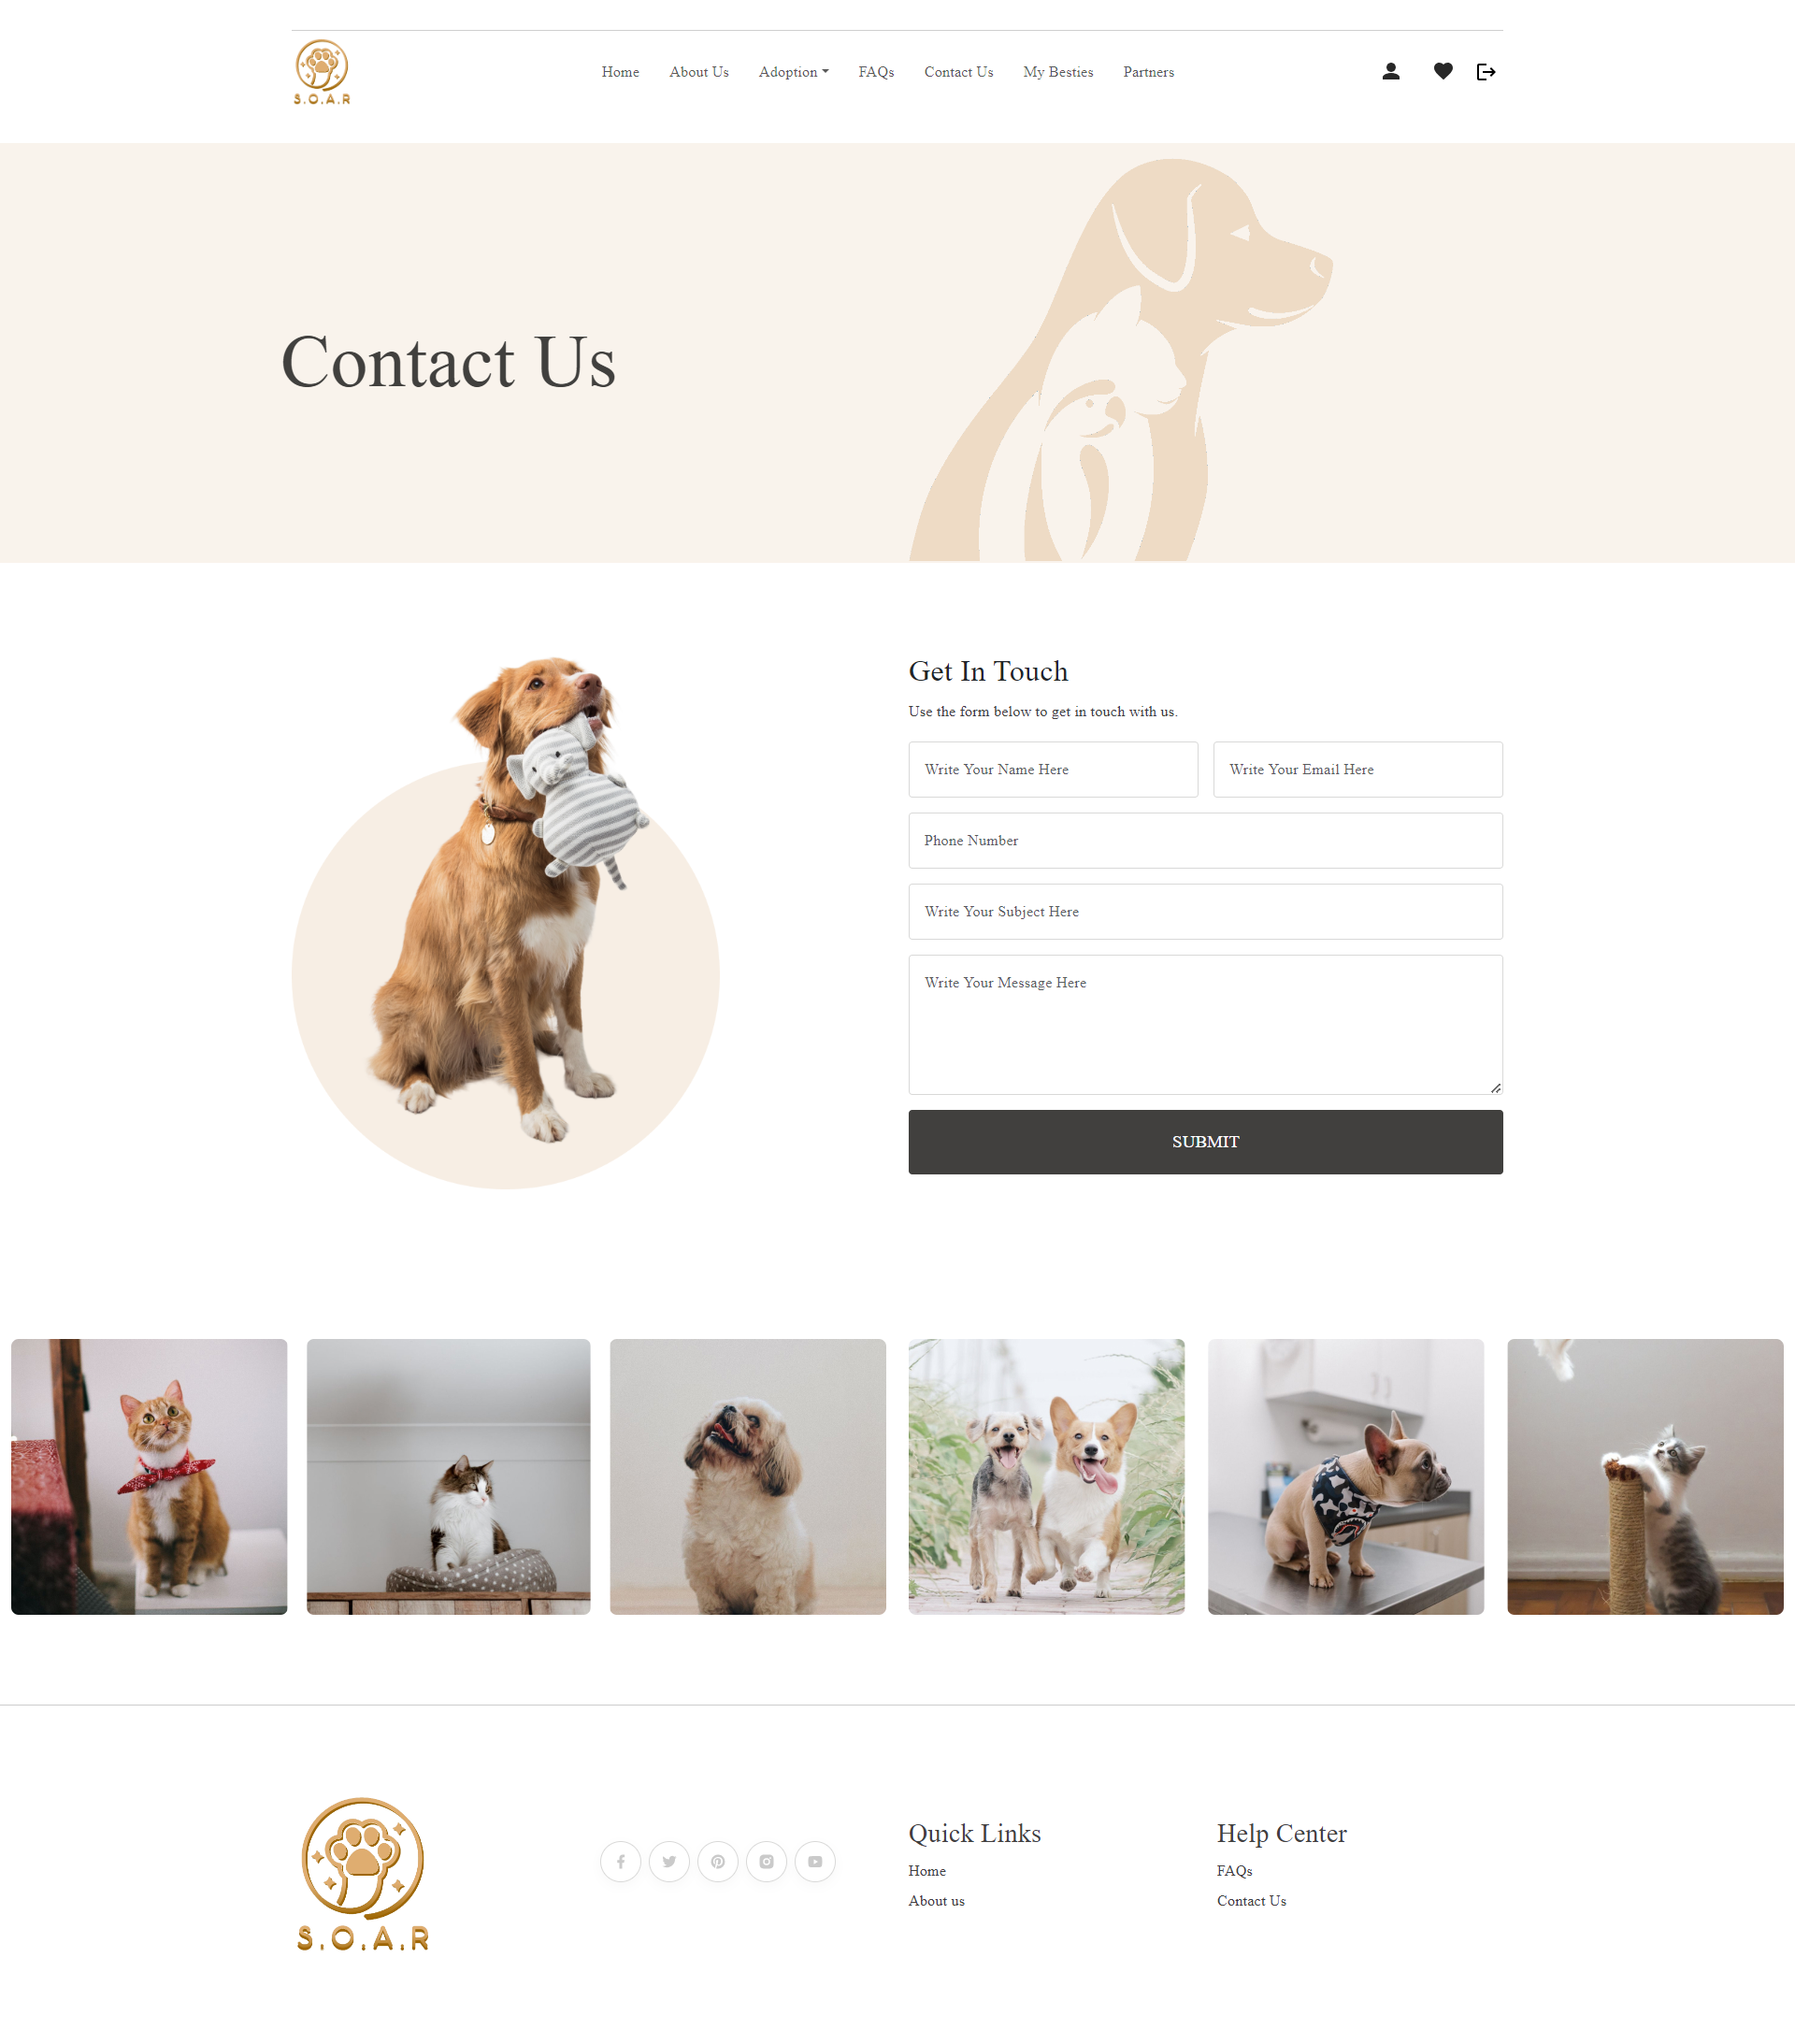 S.O.A.R
Home About Us Adoption FAQs Contact Us My Besties Partners
Contact Us
Get In Touch
Use the form below to get in touch with us.
Write Your Name Here Write Your Email Here
Phone Number
Write Your Subject Here
Write Your Message Here
SUBMIT
S.O.A.R
Quick Links
Home
About us
Help Center
FAQs
Contact Us